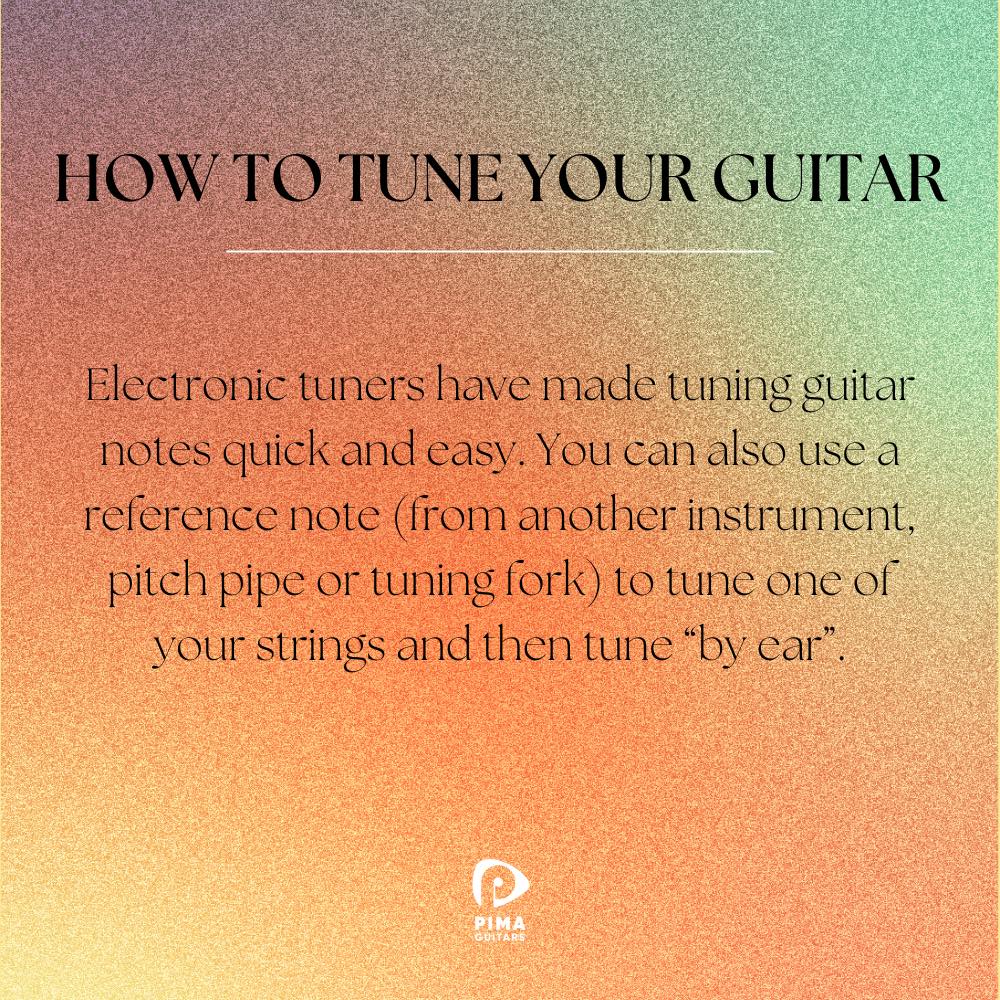 HOW TO TUNE YOUR GUITAR
Electronic tuners have made tuning guitar
notes quick and easy. You can also use a
reference note (from another instrument,
pitch pipe or tuning fork) to tune one of
your strings and then tune “by ear”.
PIMA
GUITARS